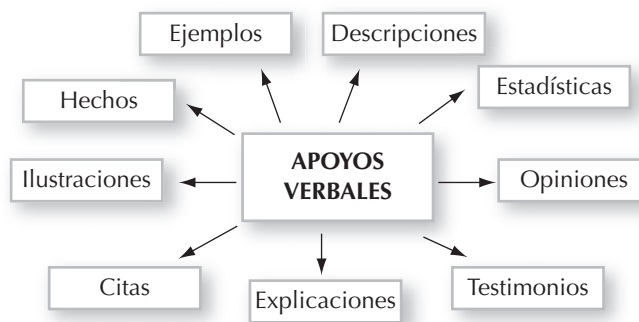 Ejemplos
Descripciones
Estadísticas
Hechos
APOYOS
VERBALES
Ilustraciones
Opiniones
Citas
Explicaciones
Testimonios